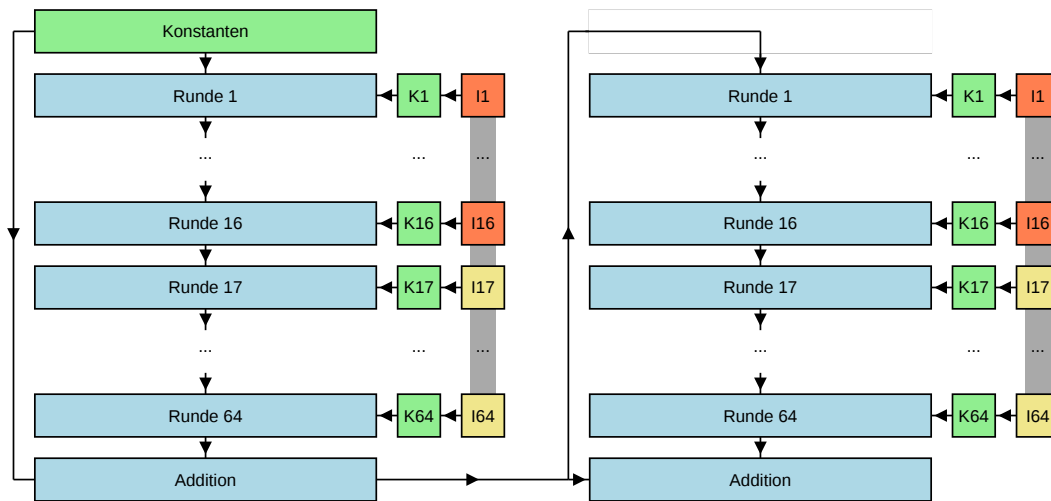 Konstanten
Runde 1 K1 I1
... ... ...
Runde 16 K16 I16
Runde 17 K17 I17
... ... ...
Runde 64 K64 I64
Addition
Runde 1 K1 I1
... ... ...
Runde 16 K16 I16
Runde 17 K17 I17
... ... ...
Runde 64 K64 I64
Addition